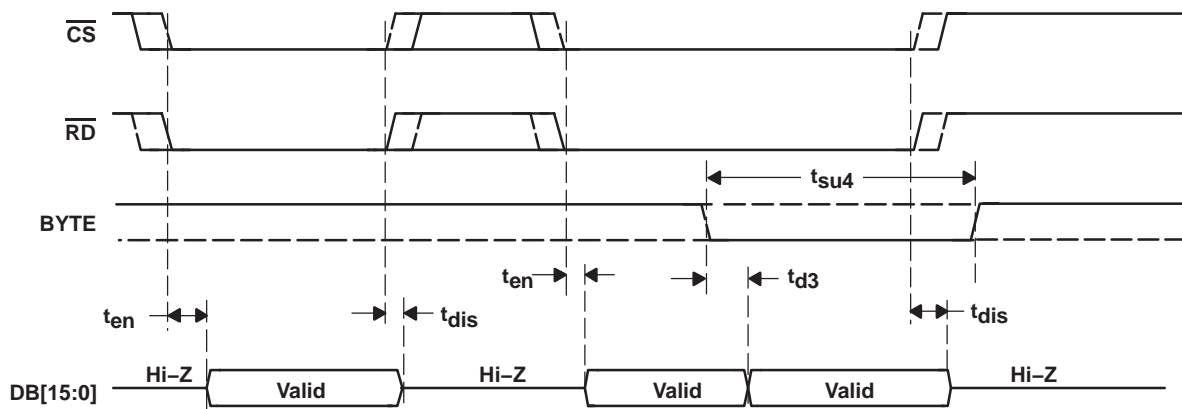 CS
RD
tsu4
BYTE
ten
td3
ten
tdis
tdis
Hi–Z
Hi–Z
Hi–Z
DB[15:0]
Valid
Valid
Valid